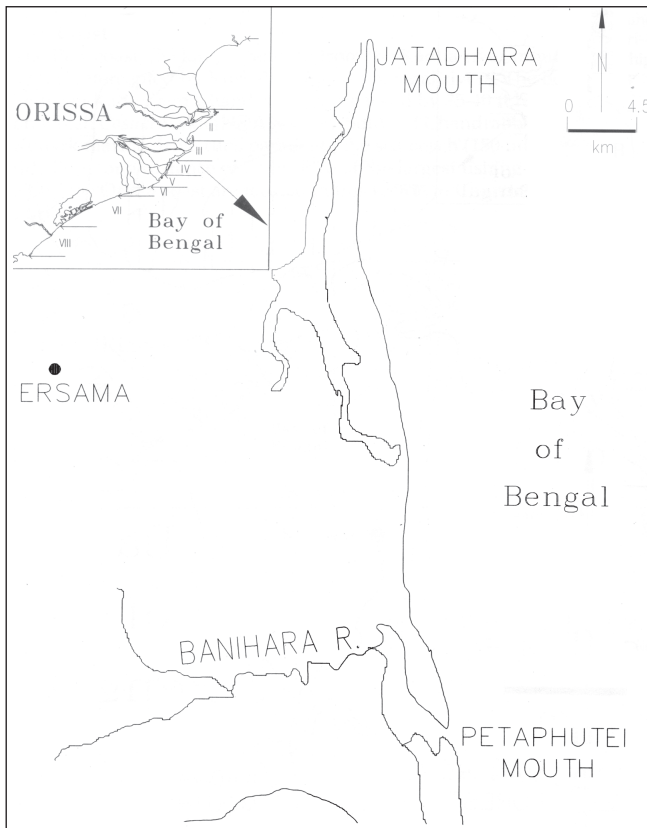 ORISSA
II
III
IV
V
VI
VII
VIII
Bay of
Bengal
JATADHARA
MOUTH
N
0 4.5
km
ERSAMA
Bay
of
Bengal
BANIHARA R.
PETAPHUTEI
MOUTH